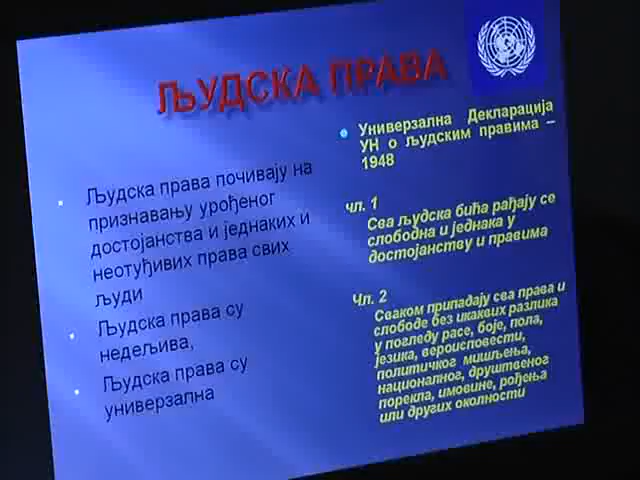 ЉУДСКА ПРАВА
Људска права почивају на
признавању урођеног
достојанства и једнаких и
неотуђивих права свих
људи
Људска права су
недељива,
Људска права су
универзална
Универзална Декларација
УН о људским правима –
1948
чл. 1
Сва људска бића рађају се
слободна и једнака у
достојанству и правима
Чл. 2
Сваком припадају сва права и
слободе без икаквих разлика
у погледу расе, боје, пола,
језика, вероисповести,
политичког мишљења,
националног, друштвеног
порекла, имовине, рођења
или других околности